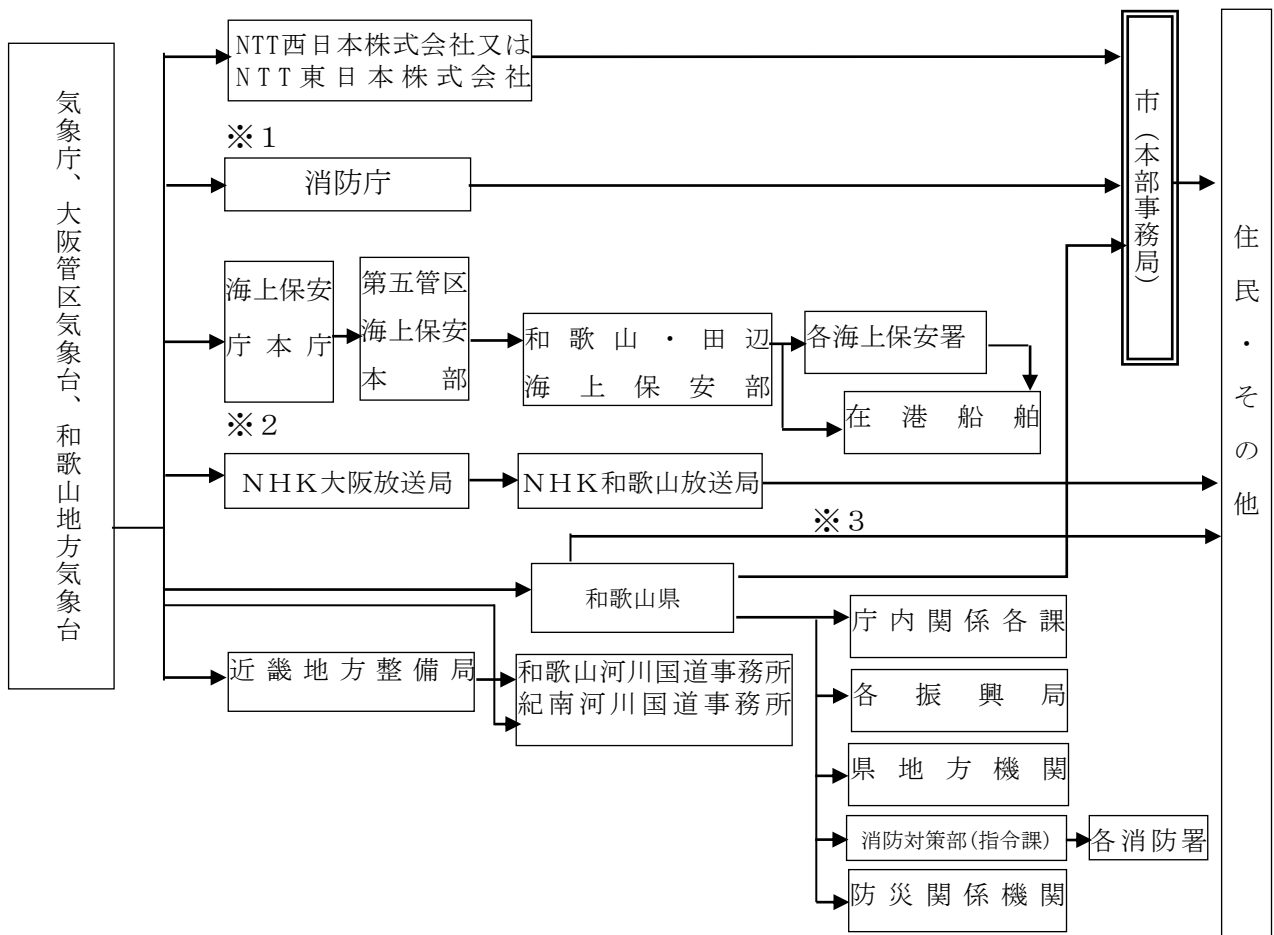 気象庁、大阪管区気象台、和歌山地方気象台
NTT西日本株式会社又は
NTT東日本株式会社
※1
消防庁
海上保安
庁本庁
第五管区
海上保安
本部
和歌山・田辺
海上保安部
各海上保安署
在港船舶
※2
NHK大阪放送局
NHK和歌山放送局
※3
和歌山県
近畿地方整備局
和歌山河川国道事務所
紀南河川国道事務所
庁内関係各課
各振興局
県地方機関
消防対策部(指令課)
各消防署
防災関係機関
市(本部事務局)
住民・その他